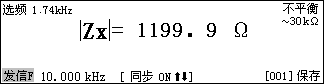 选频 1.74kHz 不平衡
~30kΩ
|Zx|= 1199.9 Ω
发信F 10.000 kHz [ 同步 ON⬆⬇] [001] 保存